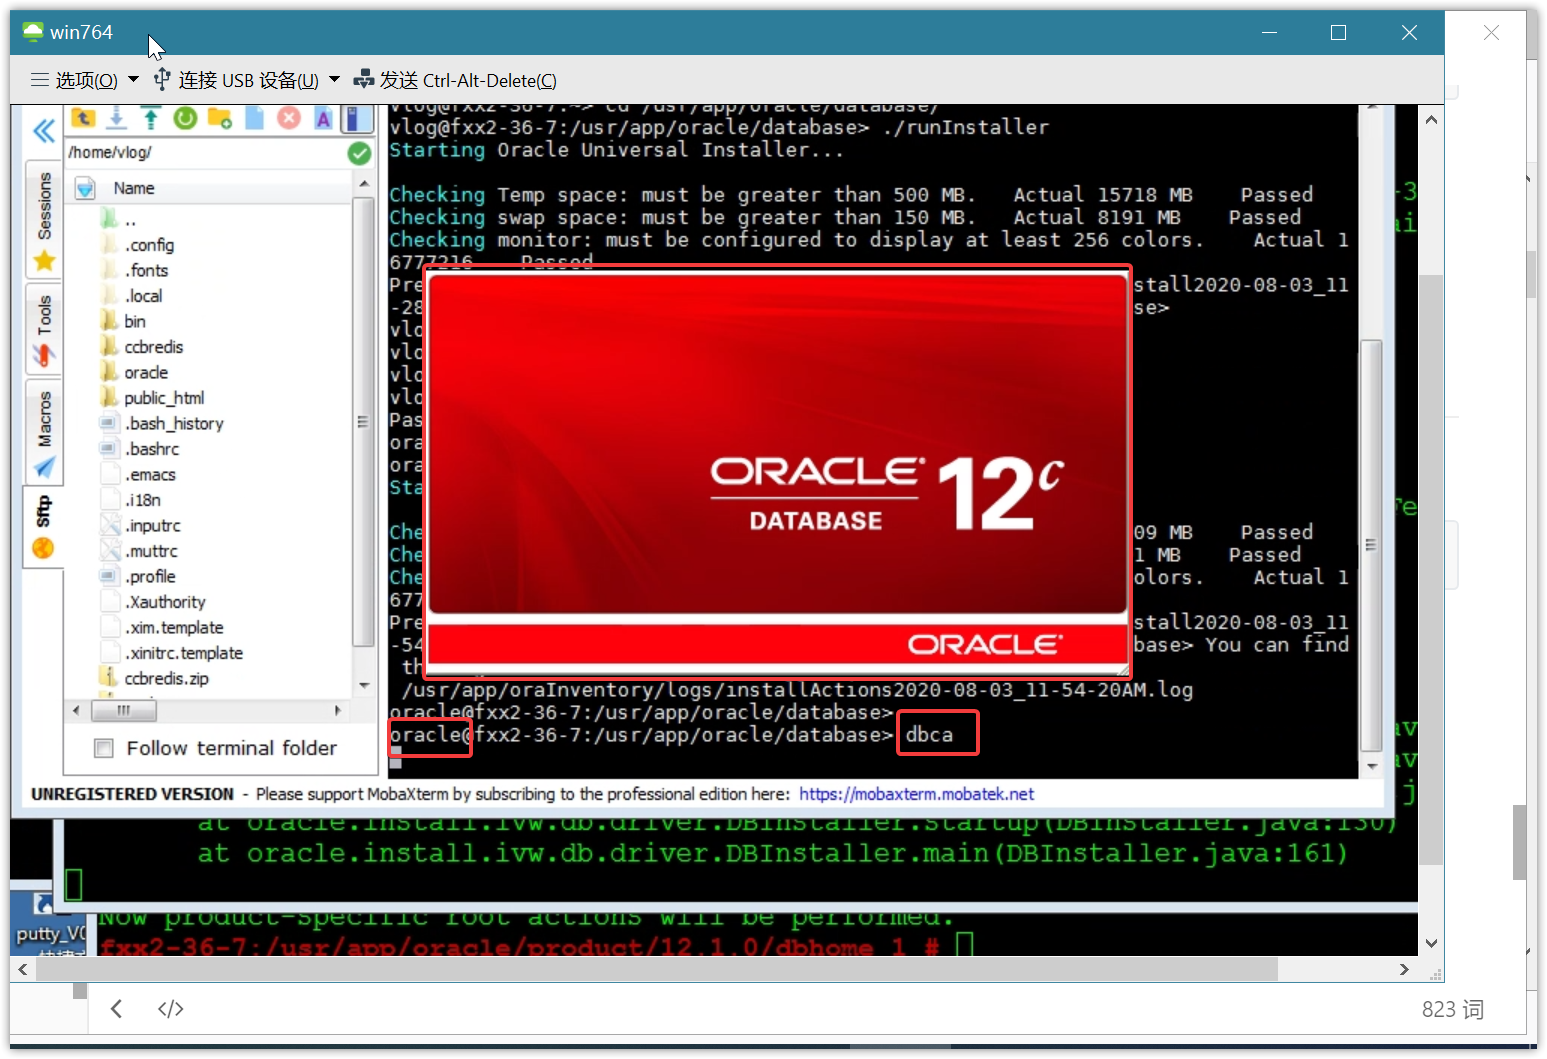 win764
选项(O) 连接 USB 设备(U) 发送 Ctrl-Alt-Delete(C)
vlog@fxx2-36-7:~> cd /usr/app/oracle/database/
vlog@fxx2-36-7:/usr/app/oracle/database> ./runInstaller
Starting Oracle Universal Installer...
Checking Temp space: must be greater than 500 MB. Actual 15718 MB Passed
Checking swap space: must be greater than 150 MB. Actual 8191 MB Passed
Checking monitor: must be configured to display at least 256 colors. Actual 1
6777216 Passed
Pre stall2020-08-03_11
-28 se>
vlo
vlo
vlo
vlo
Pas
ora
ora
Sta
Che 09 MB Passed
Che 1 MB Passed
Che olors. Actual 1
677
Pre stall2020-08-03_11
-54 base> You can find
th
/usr/app/oraInventory/logs/installActions2020-08-03_11-54-20AM.log
oracle@fxx2-36-7:/usr/app/oracle/database>
oracle@fxx2-36-7:/usr/app/oracle/database> dbca
ORACLE 12c
DATABASE
ORACLE
/home/vlog/
Name
..
.config
.fonts
.local
bin
ccbredis
oracle
public_html
.bash_history
.bashrc
.emacs
.i18n
.inputrc
.muttrc
.profile
.Xauthority
.xim.template
.xinitrc.template
ccbredis.zip
Sessions
Tools
Macros
Sftp
Follow terminal folder
UNREGISTERED VERSION - Please support MobaXterm by subscribing to the professional edition here: https://mobaxterm.mobatek.net
at oracle.install.ivw.db.driver.DBInstaller.startup(DBInstaller.java:130)
at oracle.install.ivw.db.driver.DBInstaller.main(DBInstaller.java:161)
Now product-specific root actions will be performed.
fxx2-36-7:/usr/app/oracle/product/12.1.0/dbhome_1 #
putty_V0
823 词